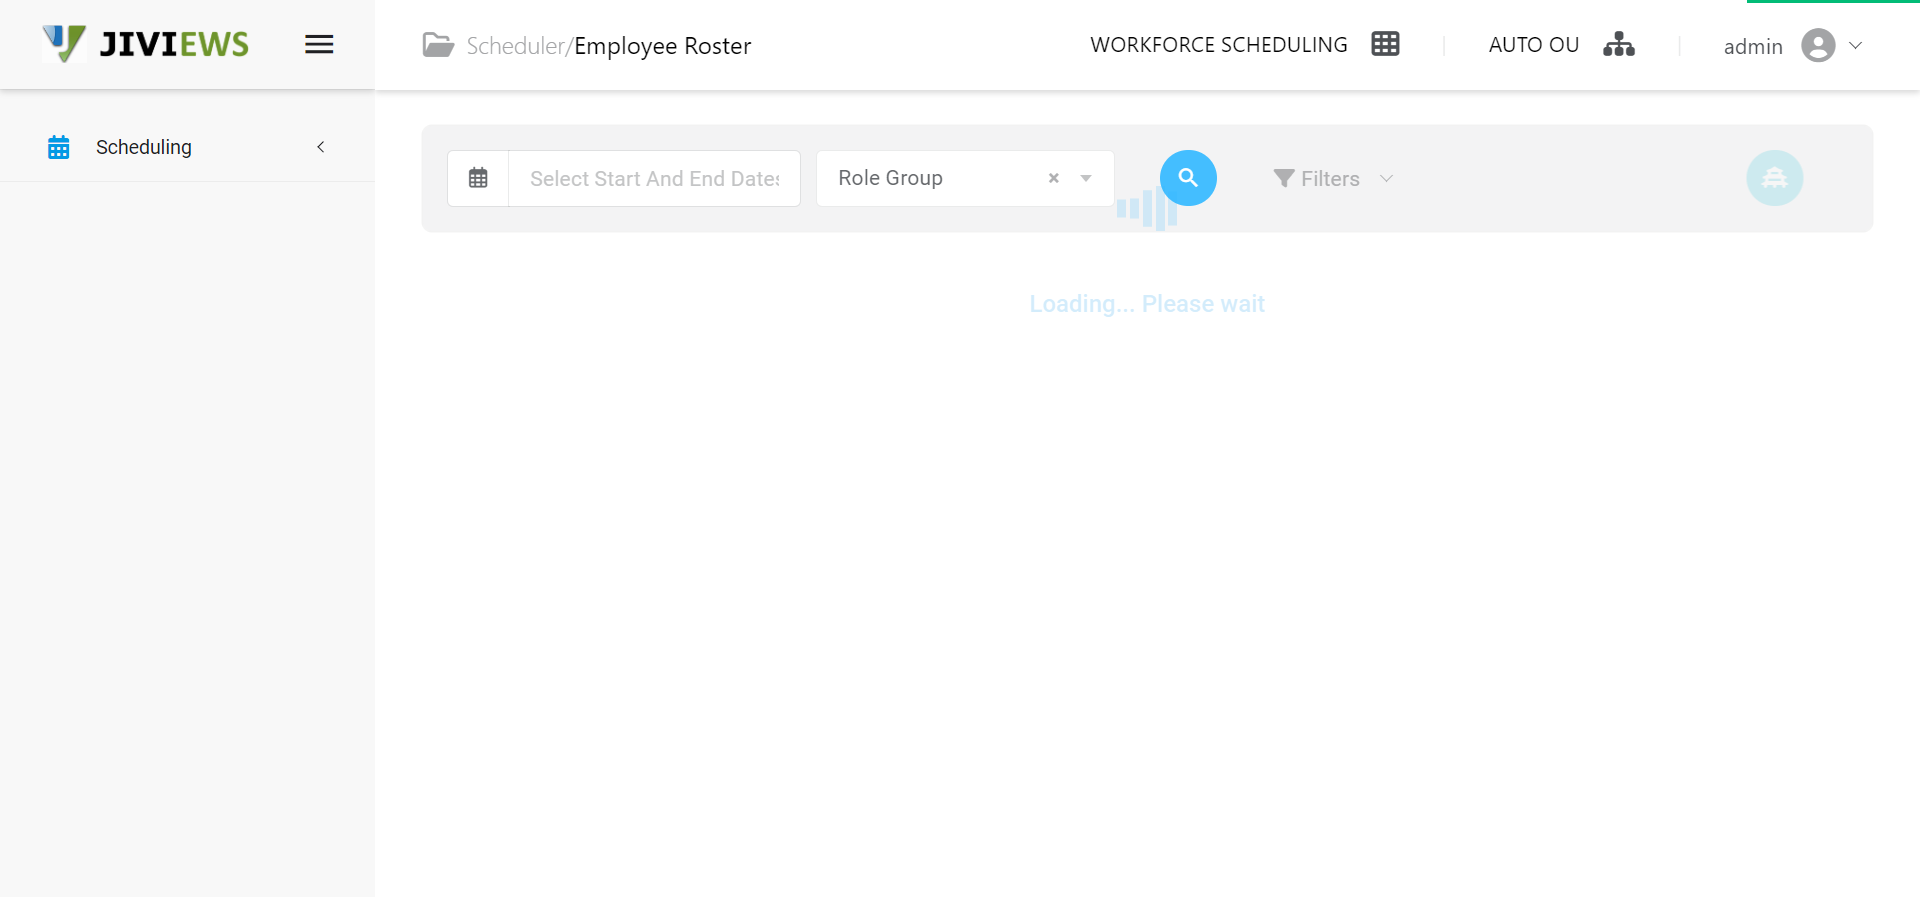 JIVIEWS
Scheduler/Employee Roster
WORKFORCE SCHEDULING
AUTO OU
admin
Scheduling
Select Start And End Dates
Role Group
Filters
Loading... Please wait